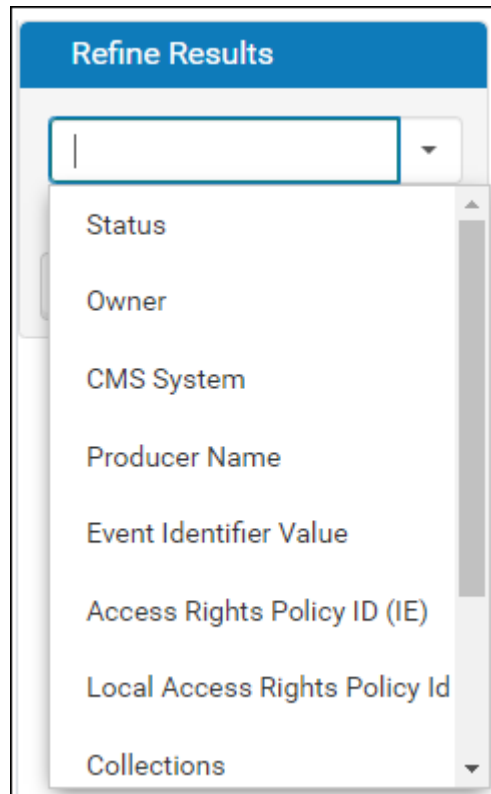 Refine Results
Status
Owner
CMS System
Producer Name
Event Identifier Value
Access Rights Policy ID (IE)
Local Access Rights Policy Id
Collections